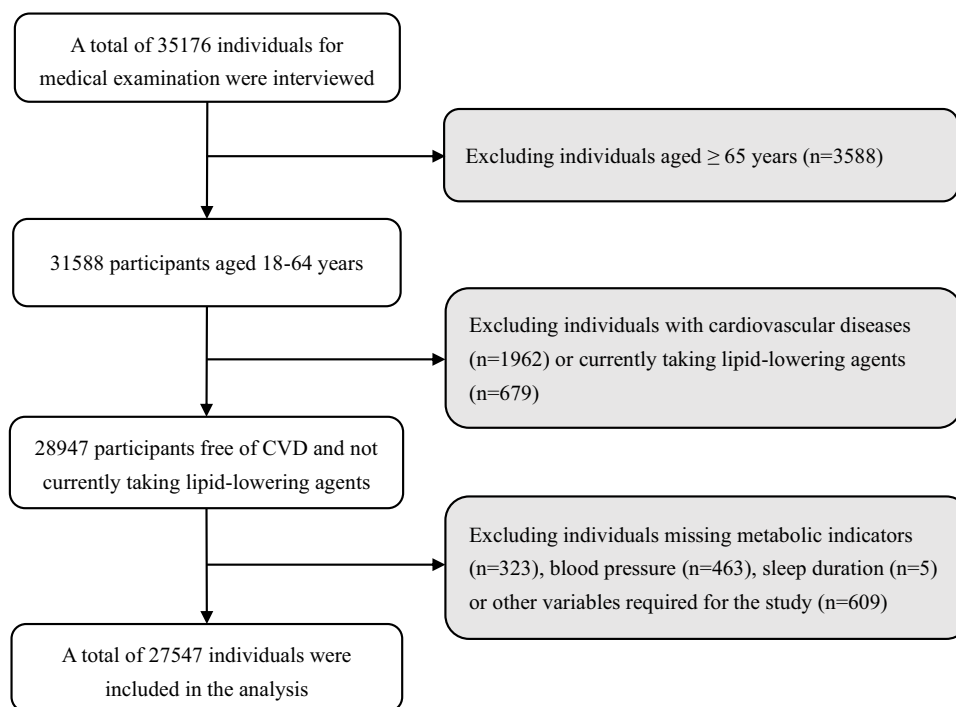 A total of 35176 individuals for
medical examination were interviewed
Excluding individuals aged ≥ 65 years (n=3588)
31588 participants aged 18-64 years
Excluding individuals with cardiovascular diseases
(n=1962) or currently taking lipid-lowering agents
(n=679)
28947 participants free of CVD and not
currently taking lipid-lowering agents
Excluding individuals missing metabolic indicators
(n=323), blood pressure (n=463), sleep duration (n=5)
or other variables required for the study (n=609)
A total of 27547 individuals were
included in the analysis